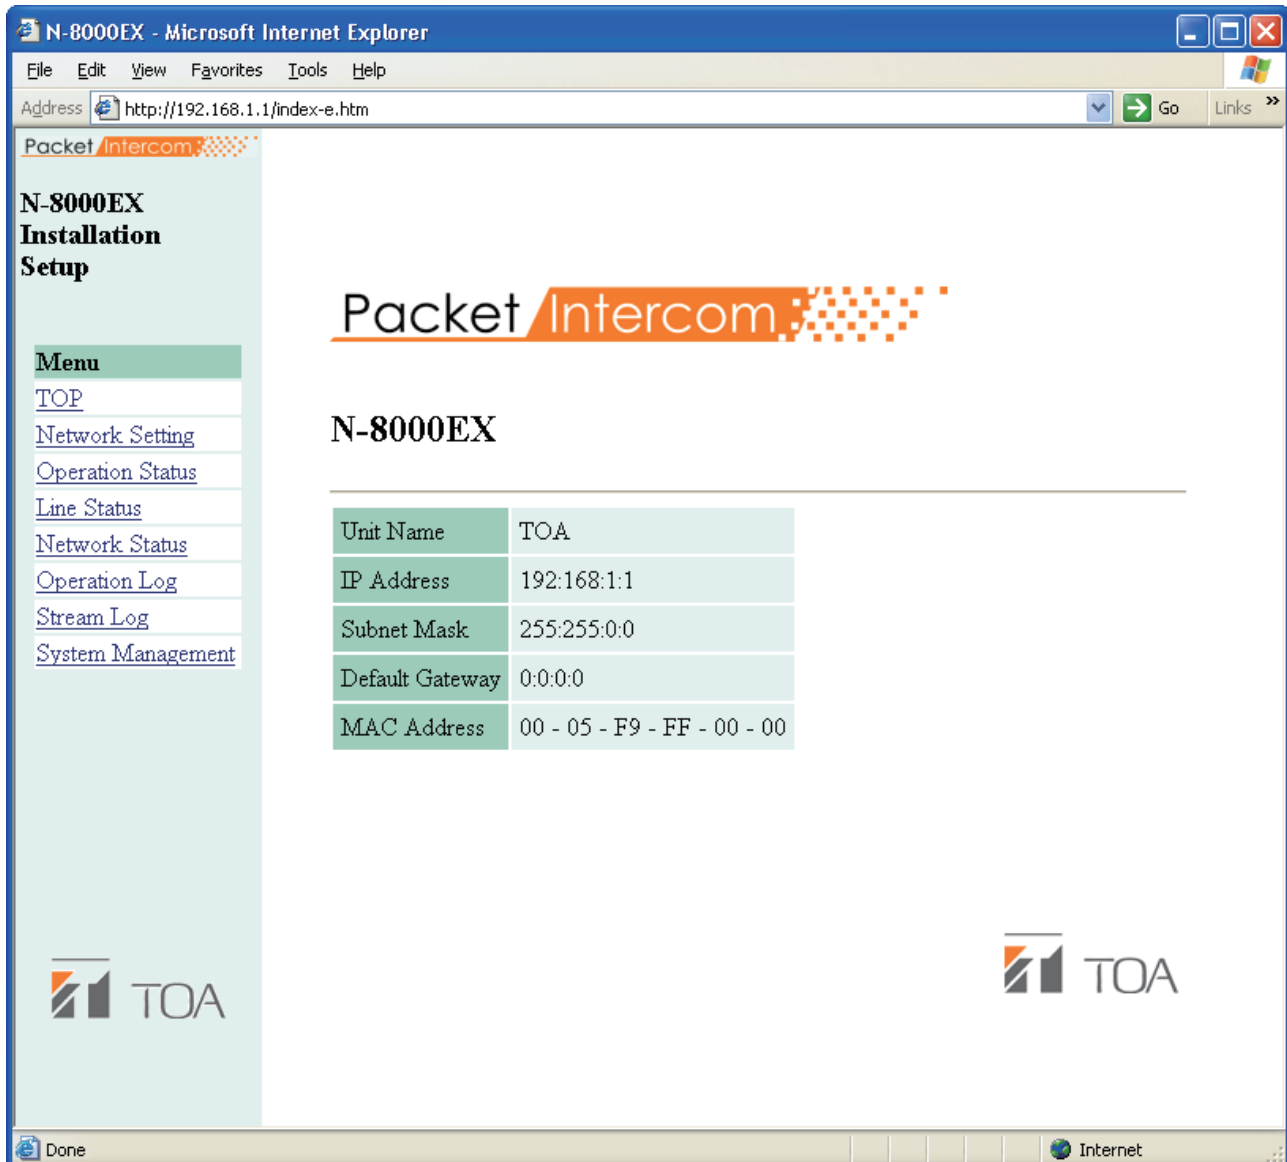 N-8000EX - Microsoft Internet Explorer
File Edit View Favorites Tools Help
Address http://192.168.1.1/index-e.htm Go Links »
Packet Intercom
N-8000EX
Installation
Setup
Menu
TOP
Network Setting
Operation Status
Line Status
Network Status
Operation Log
Stream Log
System Management
TOA
Packet Intercom
N-8000EX
Unit Name TOA
IP Address 192:168:1:1
Subnet Mask 255:255:0:0
Default Gateway 0:0:0:0
MAC Address 00 - 05 - F9 - FF - 00 - 00
TOA
Done Internet